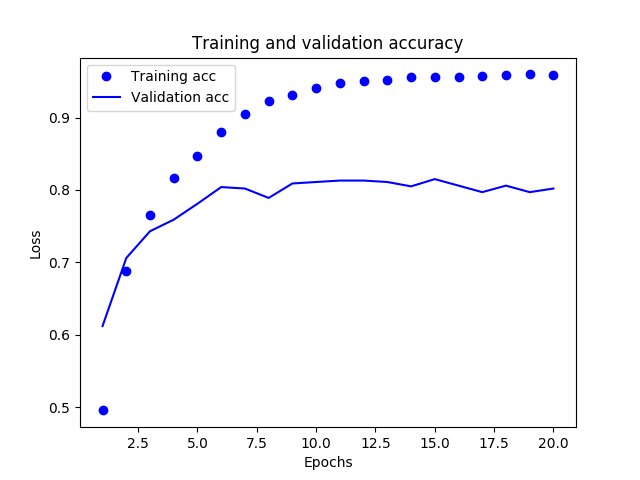 Training and validation accuracy
Training acc
Validation acc
0.9
0.8
0.7
0.6
0.5
Loss
2.5 5.0 7.5 10.0 12.5 15.0 17.5 20.0
Epochs